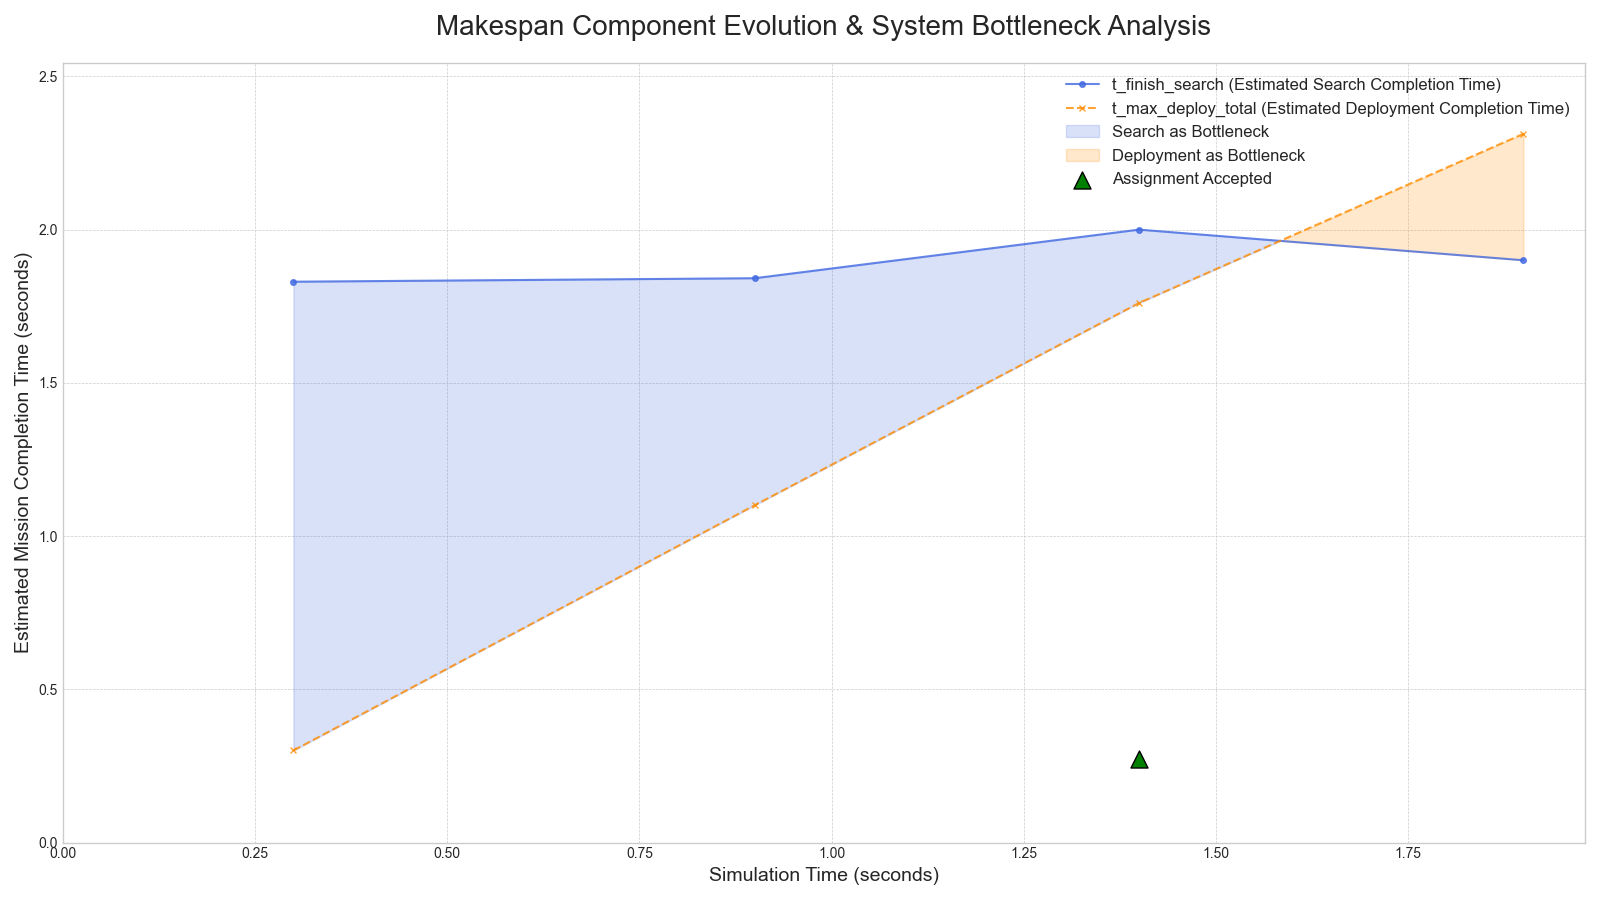 Makespan Component Evolution & System Bottleneck Analysis
t_finish_search (Estimated Search Completion Time)
t_max_deploy_total (Estimated Deployment Completion Time)
Search as Bottleneck
Deployment as Bottleneck
Assignment Accepted
Estimated Mission Completion Time (seconds)
2.5
2.0
1.5
1.0
0.5
0.0
0.00 0.25 0.50 0.75 1.00 1.25 1.50 1.75
Simulation Time (seconds)